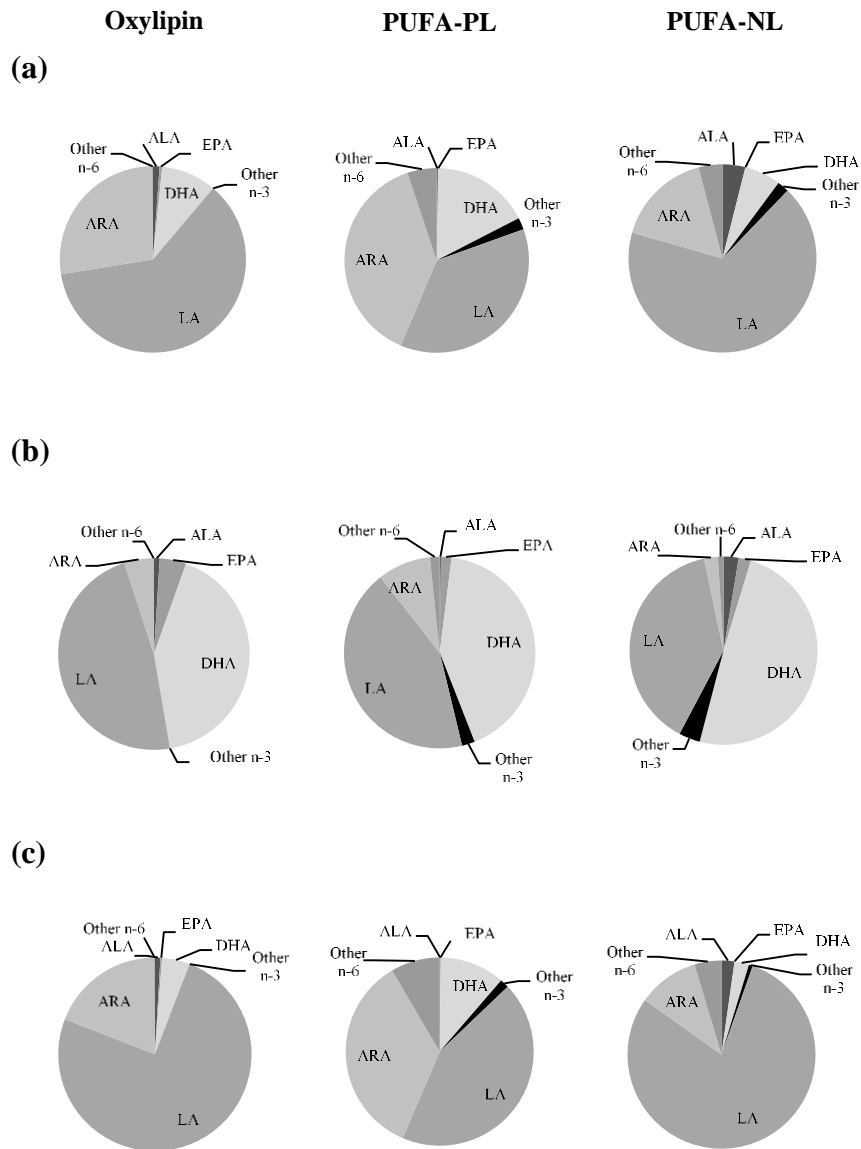 Oxylipin
PUFA-PL
PUFA-NL
(a)
Other
n-6
ALA
EPA
Other
n-3
DHA
ARA
LA
ALA
EPA
Other
n-6
DHA
Other
n-3
ARA
LA
ALA
EPA
DHA
Other
n-6
Other
n-3
ARA
LA
(b)
Other n-6
ALA
ARA
EPA
LA
DHA
Other n-3
Other n-6
ALA
EPA
ARA
DHA
LA
Other
n-3
Other n-6
ARA
ALA
EPA
LA
DHA
Other
n-3
(c)
Other n-6
EPA
ALA
DHA
Other
n-3
ARA
LA
ALA
EPA
Other
n-6
DHA
Other
n-3
ARA
LA
ALA
EPA
DHA
Other
n-6
Other
n-3
ARA
LA